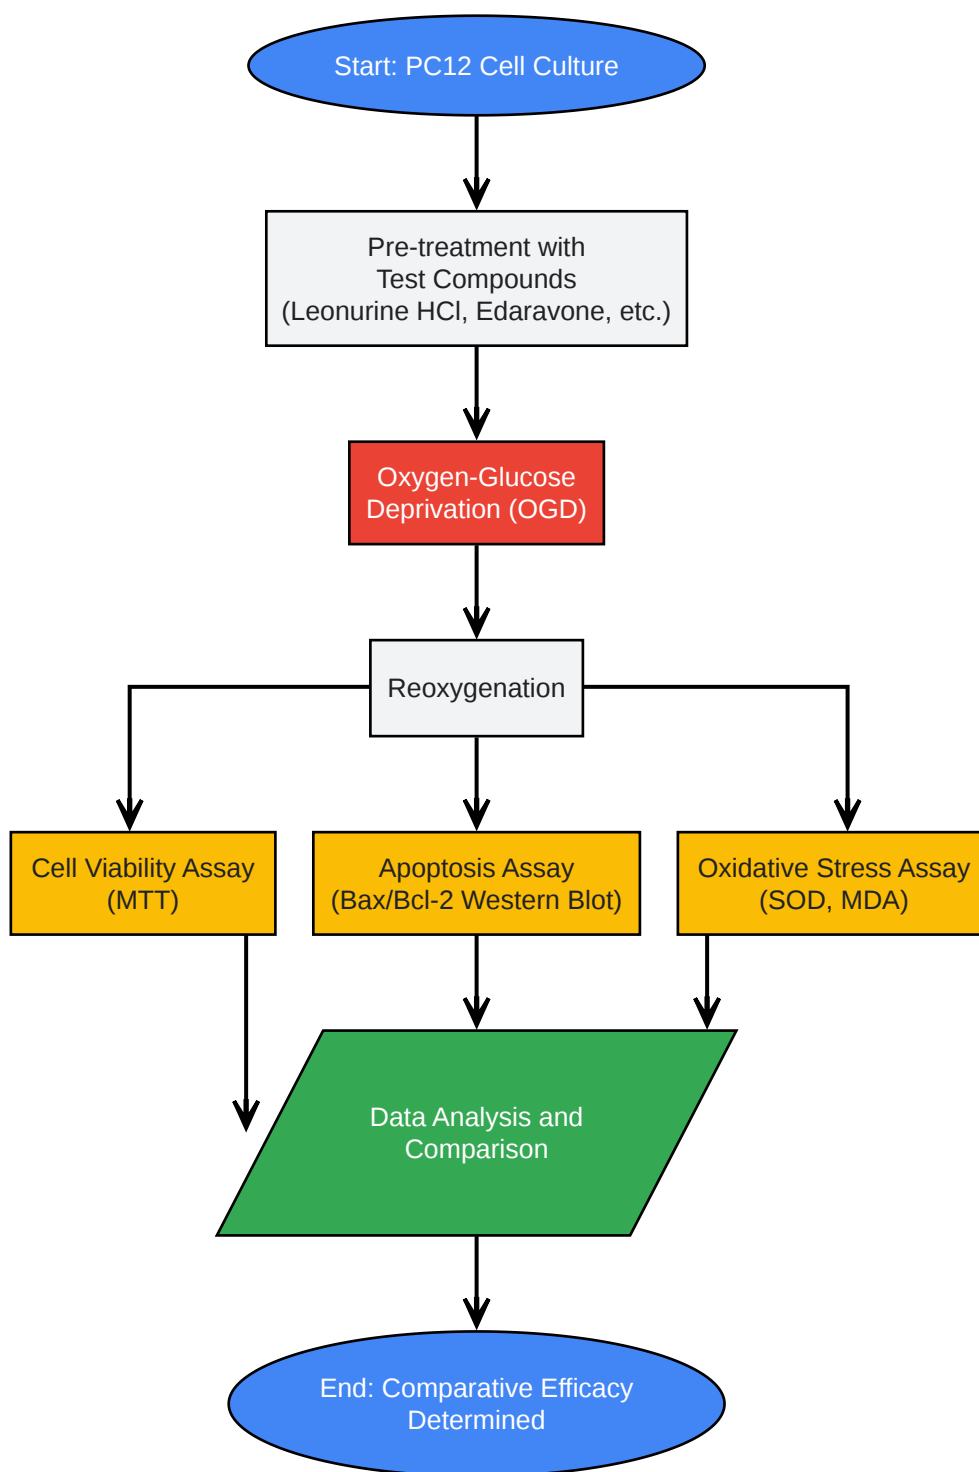 Start: PC12 Cell Culture
Pre-treatment with
Test Compounds
(Leonurine HCl, Edaravone, etc.)
Oxygen-Glucose
Deprivation (OGD)
Reoxygenation
Cell Viability Assay
(MTT)
Apoptosis Assay
(Bax/Bcl-2 Western Blot)
Oxidative Stress Assay
(SOD, MDA)
Data Analysis and
Comparison
End: Comparative Efficacy
Determined